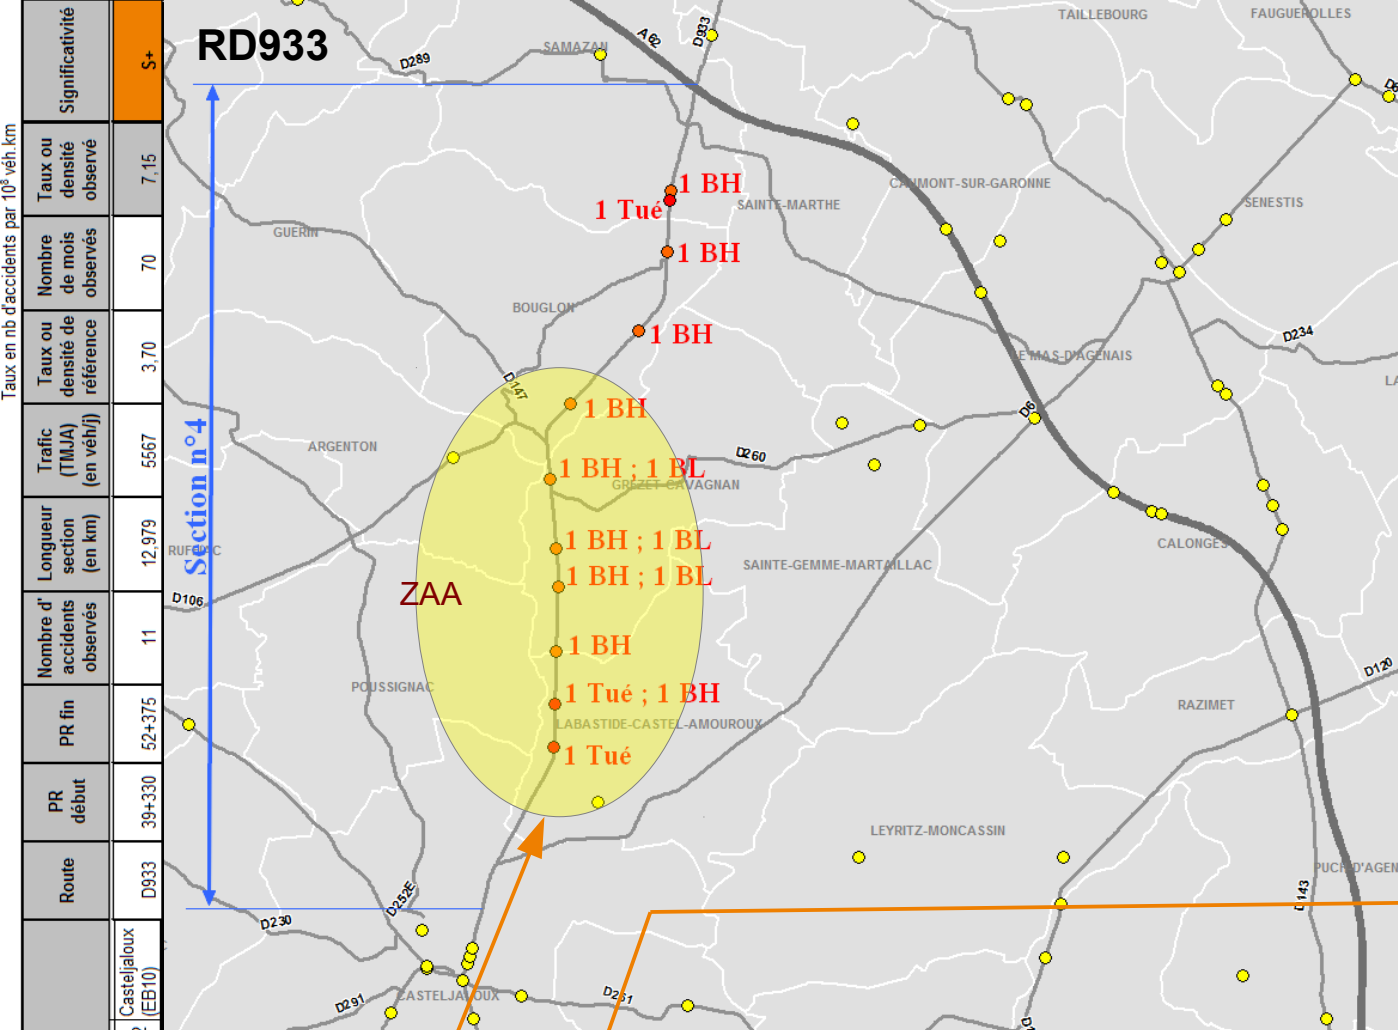 RD933
Taux en nb d'accidents par 10⁸ véh.km
Significativité
S+
Taux ou
densité
observé
7,15
Nombre
de mois
observés
70
Taux ou
densité de
référence
3,70
Trafic
(TMJA)
(en véh/j)
5567
Longueur
section
(en km)
12,979
Nombre d'
accidents
observés
11
PR fin
52+375
PR
début
39+330
Route
D933
Casteljaloux
(EB10)
Section n°4
D289
SAMAZAN
A62
D933
TAILLEBOURG
FAUGUEROLLES
1 BH
1 Tué
SAINTE-MARTHE
CAUMONT-SUR-GARONNE
SENESTIS
GUERIN
1 BH
BOUGLON
1 BH
D234
LE MAS-D'AGENAIS
D147
1 BH
D6
ARGENTON
D260
1 BH ; 1 BL
GREZET-CAVAGNAN
1 BH ; 1 BL
CALONGES
SAINTE-GEMME-MARTAILLAC
1 BH ; 1 BL
ZAA
D106
1 BH
D120
POUSSIGNAC
1 Tué ; 1 BH
RAZIMET
LABASTIDE-CASTEL-AMOUROUX
1 Tué
LEYRITZ-MONCASSIN
D252E
D143
D230
CASTELJALOUX
D291